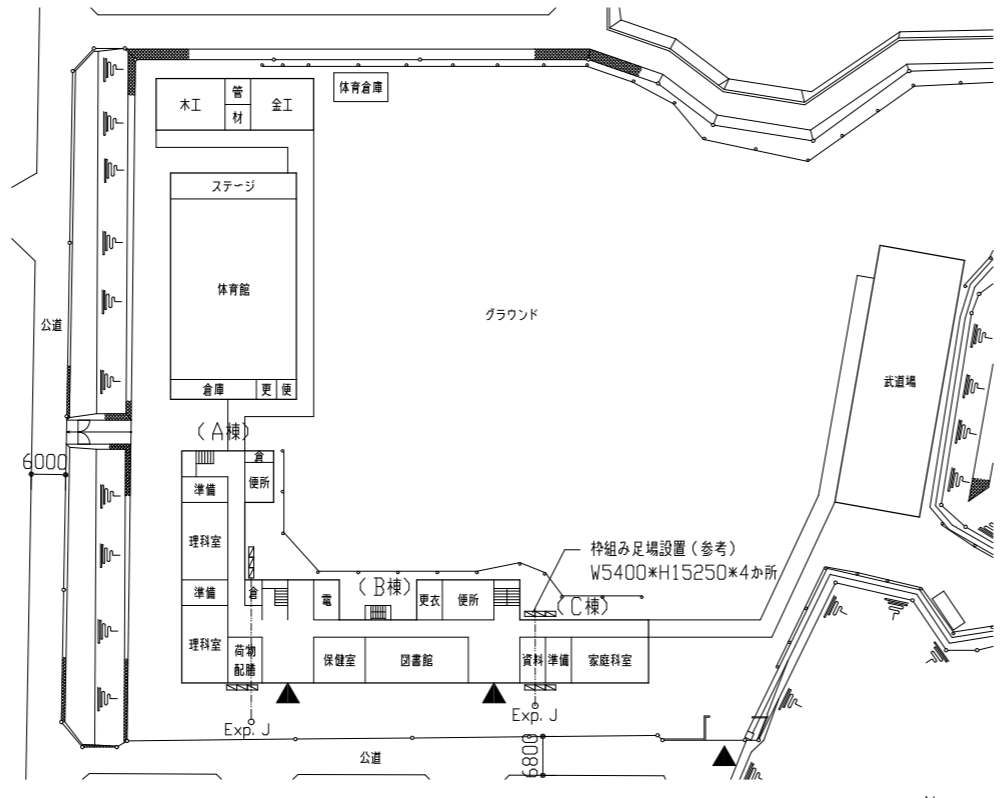 体育倉庫
木工
管
材
金工
ステージ
体育館
グラウンド
公道
武道場
倉庫
更
便
(A棟)
6000
倉
準備
便所
理科室
枠組み足場設置(参考)
W5400*H15250*4か所
準備
倉
電
(B棟)
更衣
便所
(C棟)
理科室
荷物
配膳
保健室
図書館
資料
準備
家庭科室
Exp. J
Exp. J
公道
6800